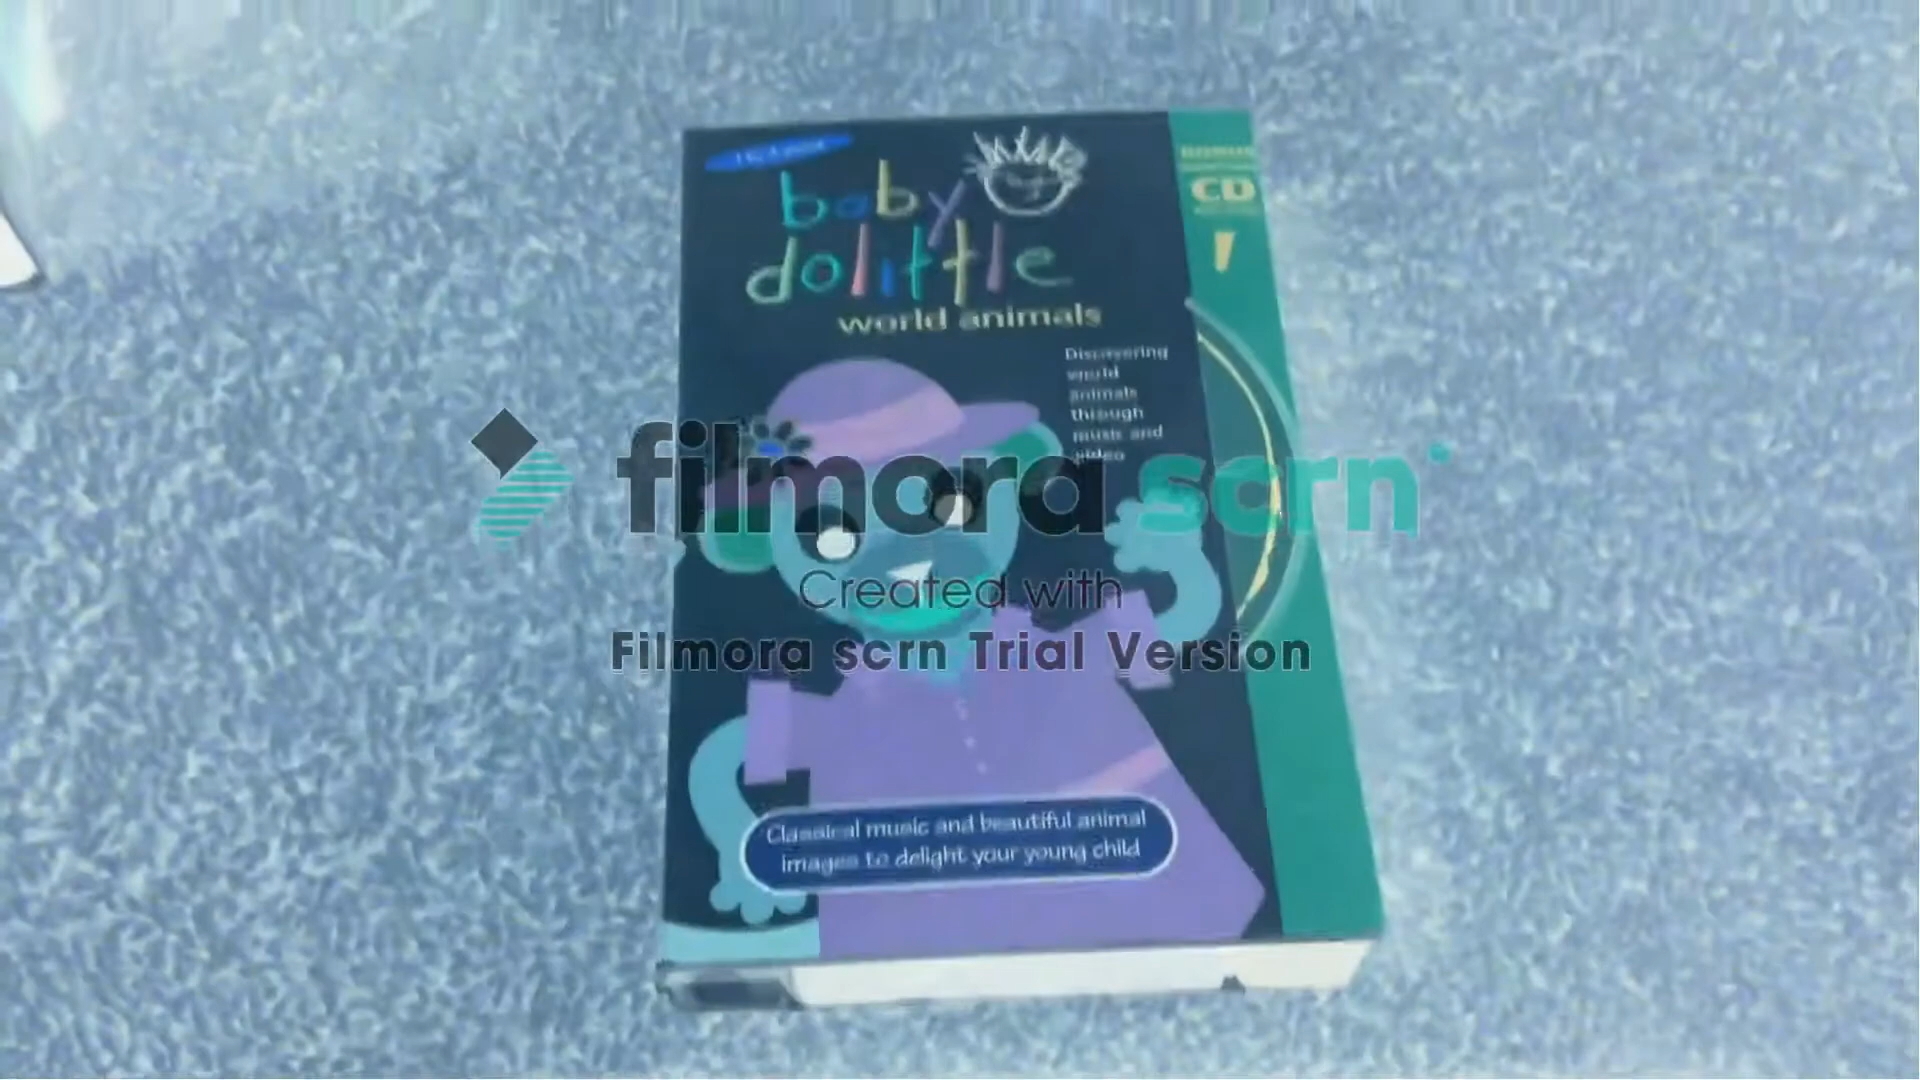 baby
dolittle
world animals
Discovering
world
animals
through
music and
video
BONUS
CD
filmora scrn
Created with
Filmora scrn Trial Version
Classical music and beautiful animal
images to delight your young child